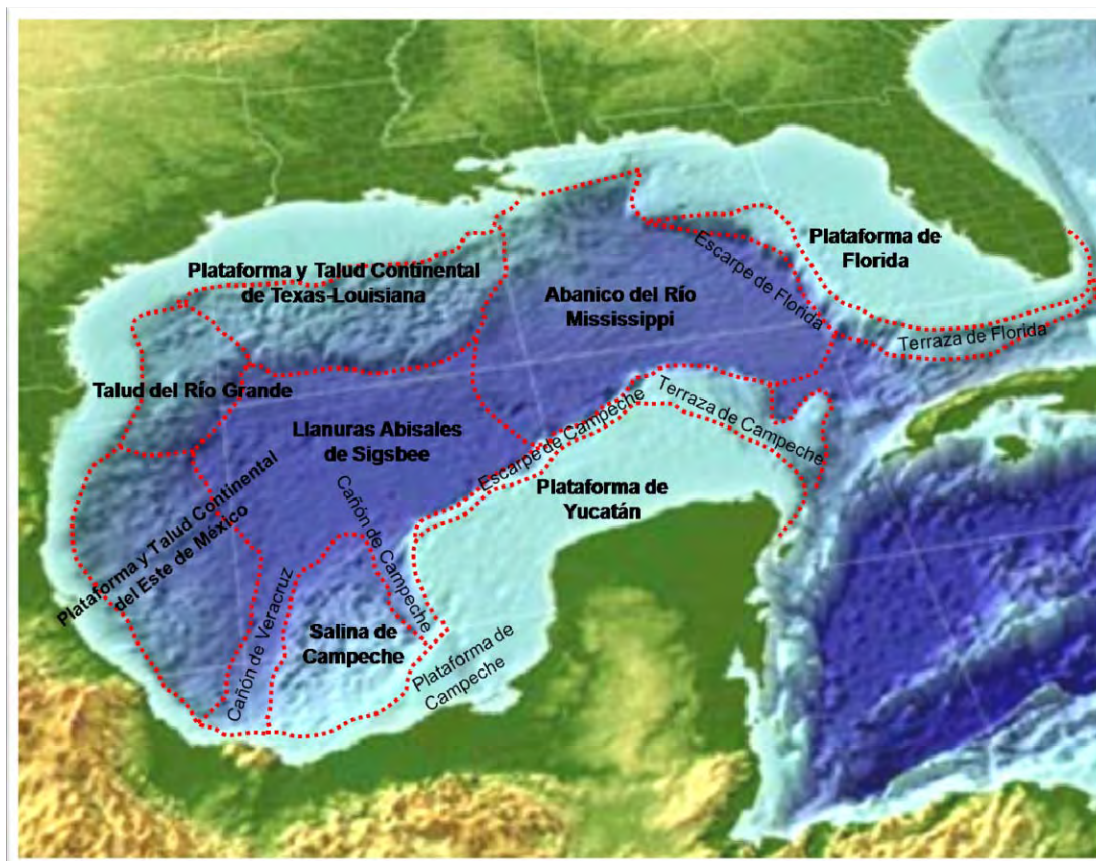 Plataforma de
Florida
Escarpe de Florida
Plataforma y Talud Continental
de Texas-Louisiana
Abanico del Río
Mississippi
Terraza de Florida
Talud del Río Grande
Terraza de Campeche
Llanuras Abisales
de Sigsbee
Escarpe de Campeche
Plataforma de
Yucatán
Cañón de Campeche
Plataforma y Talud Continental
del Este de México
Cañón de Veracruz
Salina de
Campeche
Plataforma de
Campeche